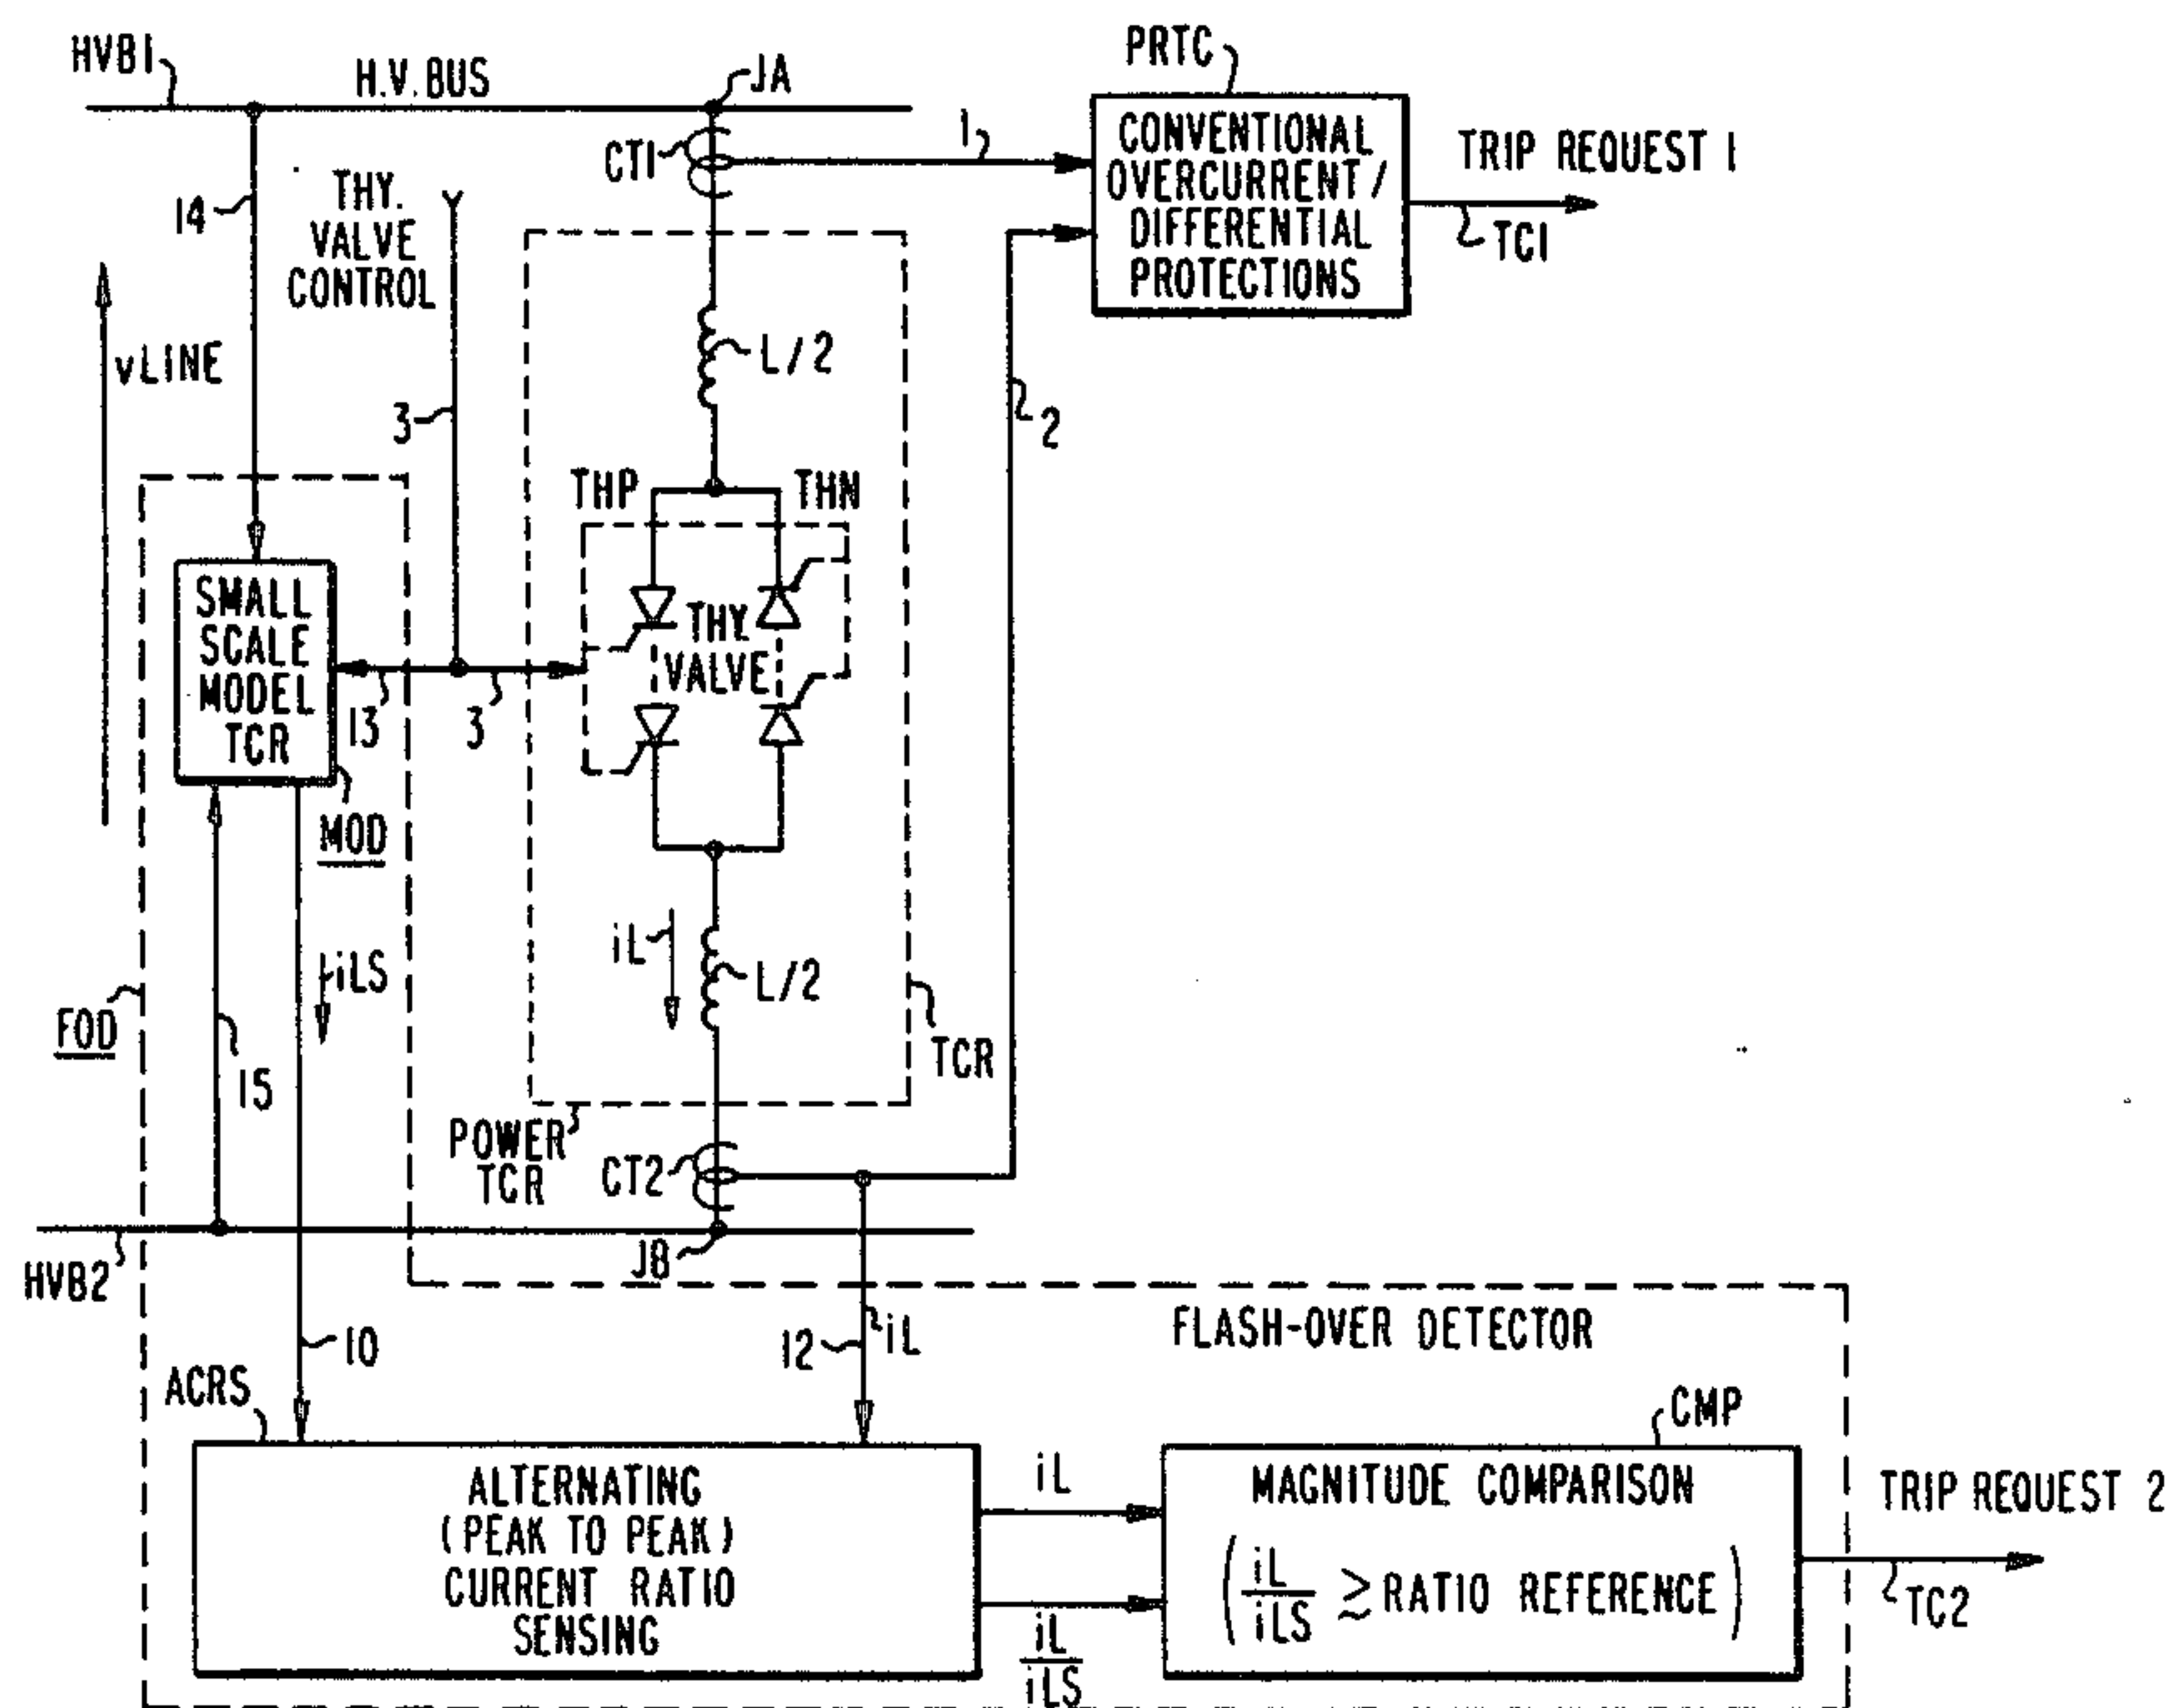 HVB1
H.V. BUS
JA
PRTC
CT1
1
CONVENTIONAL
OVERCURRENT/
DIFFERENTIAL
PROTECTIONS
TRIP REQUEST 1
TC1
14
THY.
VALVE
CONTROL
vLINE
L/2
3
2
THP
THN
SMALL
SCALE
MODEL
TCR
THY.
VALVE
13
3
MOD
iL
iLS
L/2
FOD
TCR
15
POWER
TCR
CT2
JB
HVB2
FLASH-OVER DETECTOR
10
12
iL
ACRS
CMP
ALTERNATING
(PEAK TO PEAK)
CURRENT RATIO
SENSING
iL
iL
iLS
MAGNITUDE COMPARISON
(iL/iLS ≳ RATIO REFERENCE)
TRIP REQUEST 2
TC2